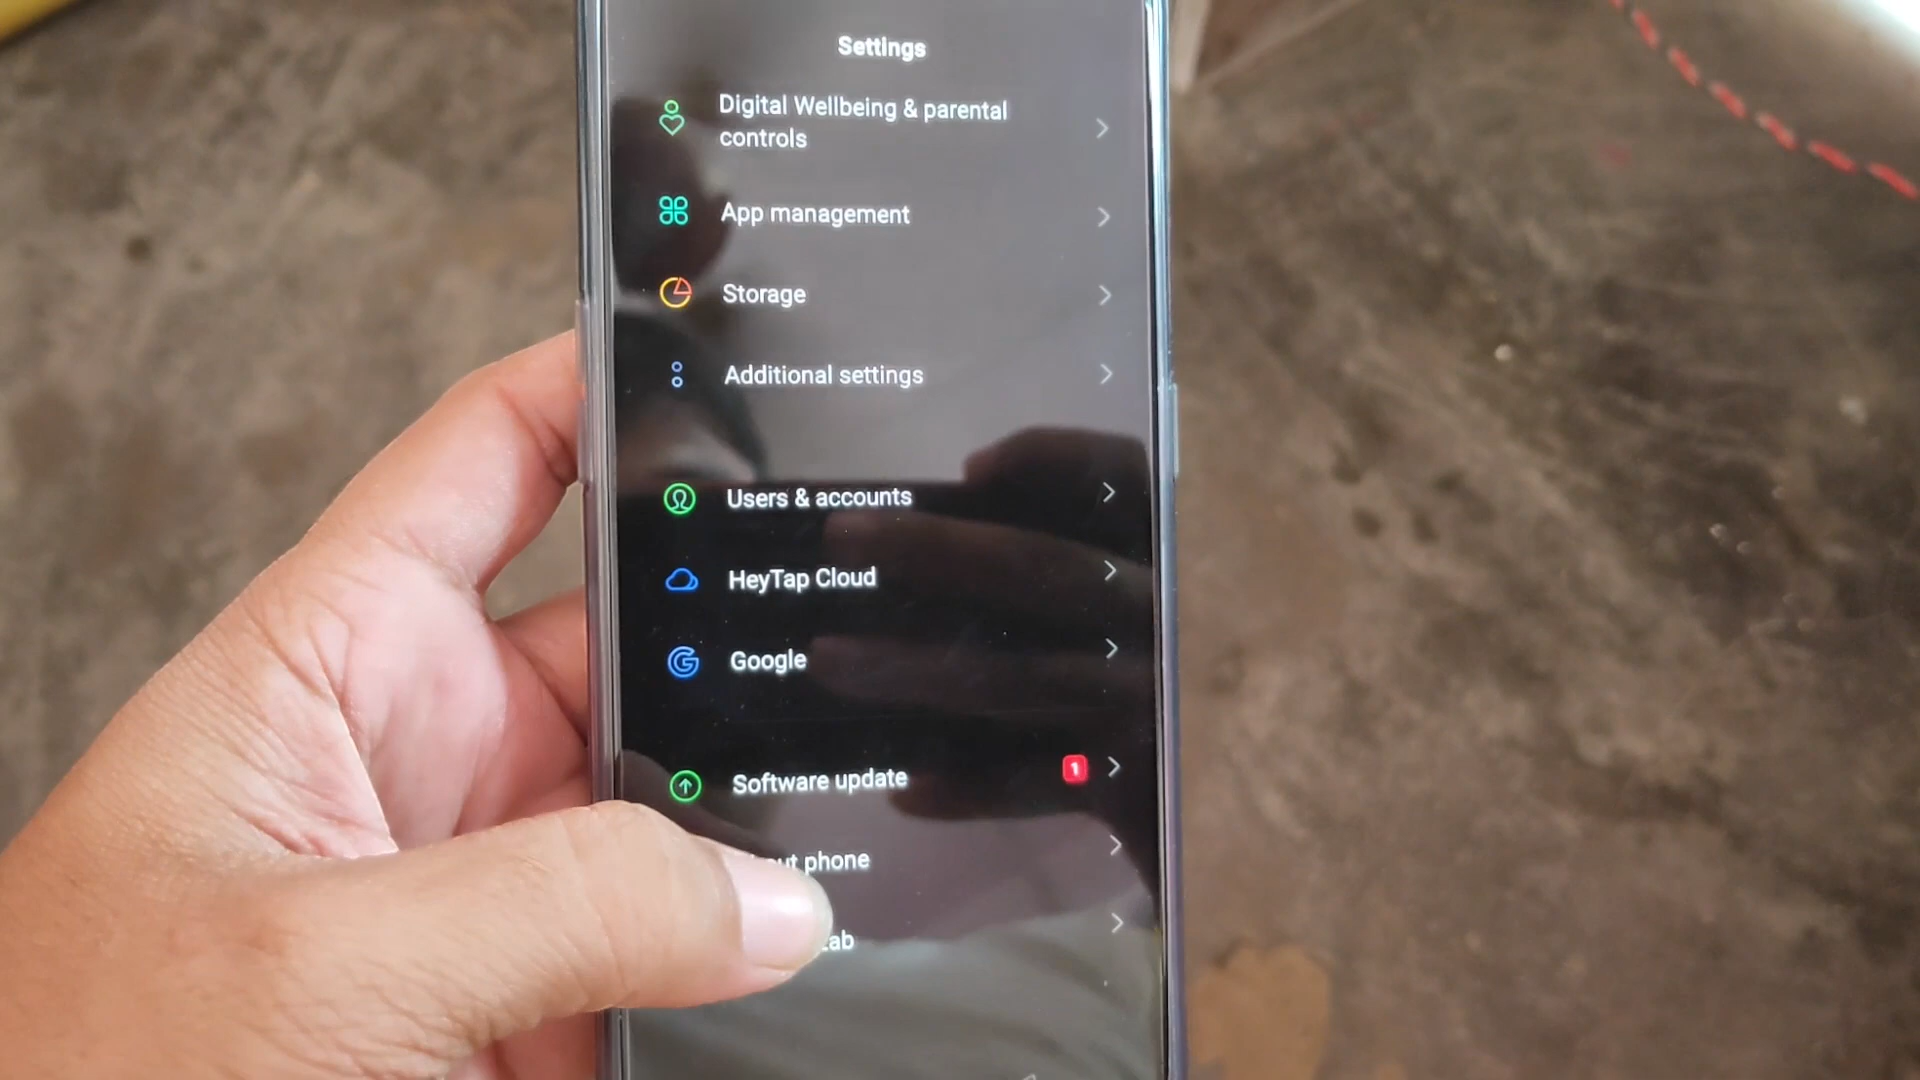 Settings
Digital Wellbeing & parental
controls
App management
Storage
Additional settings
Users & accounts
HeyTap Cloud
Google
Software update
1
phone